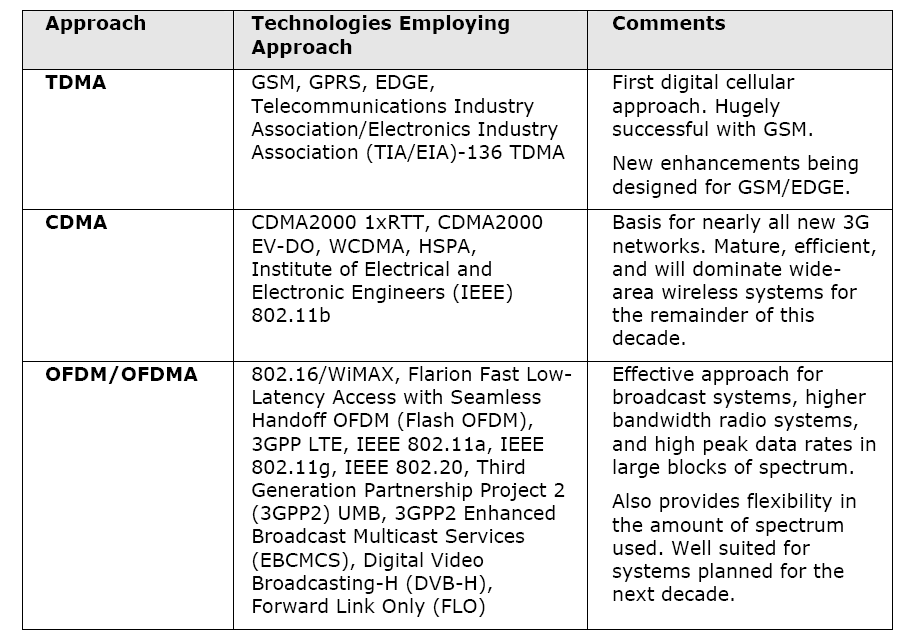 Approach
Technologies Employing
Approach
Comments
TDMA
GSM, GPRS, EDGE,
Telecommunications Industry
Association/Electronics Industry
Association (TIA/EIA)-136 TDMA
First digital cellular
approach. Hugely
successful with GSM.
New enhancements being
designed for GSM/EDGE.
CDMA
CDMA2000 1xRTT, CDMA2000
EV-DO, WCDMA, HSPA,
Institute of Electrical and
Electronic Engineers (IEEE)
802.11b
Basis for nearly all new 3G
networks. Mature, efficient,
and will dominate wide-
area wireless systems for
the remainder of this
decade.
OFDM/OFDMA
802.16/WiMAX, Flarion Fast Low-
Latency Access with Seamless
Handoff OFDM (Flash OFDM),
3GPP LTE, IEEE 802.11a, IEEE
802.11g, IEEE 802.20, Third
Generation Partnership Project 2
(3GPP2) UMB, 3GPP2 Enhanced
Broadcast Multicast Services
(EBCMCS), Digital Video
Broadcasting-H (DVB-H),
Forward Link Only (FLO)
Effective approach for
broadcast systems, higher
bandwidth radio systems,
and high peak data rates in
large blocks of spectrum.
Also provides flexibility in
the amount of spectrum
used. Well suited for
systems planned for the
next decade.